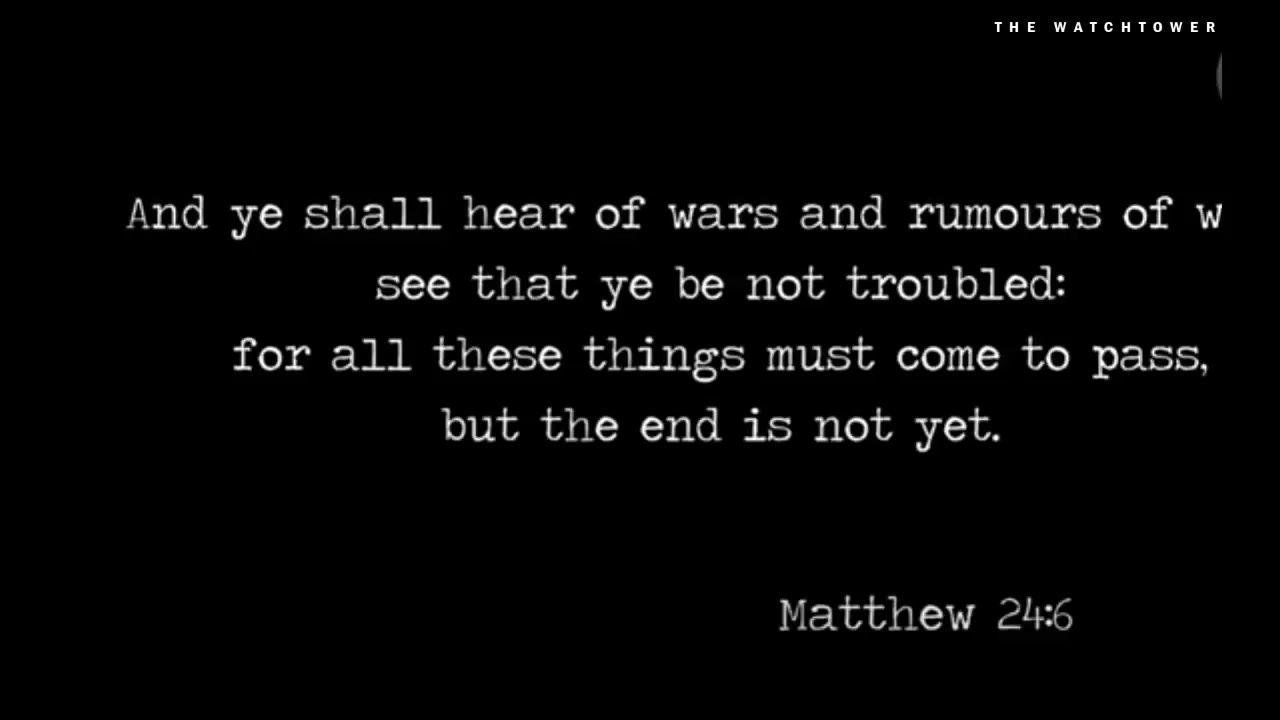 THE WATCHTOWER
And ye shall hear of wars and rumours of w
see that ye be not troubled:
for all these things must come to pass,
but the end is not yet.
Matthew 24:6